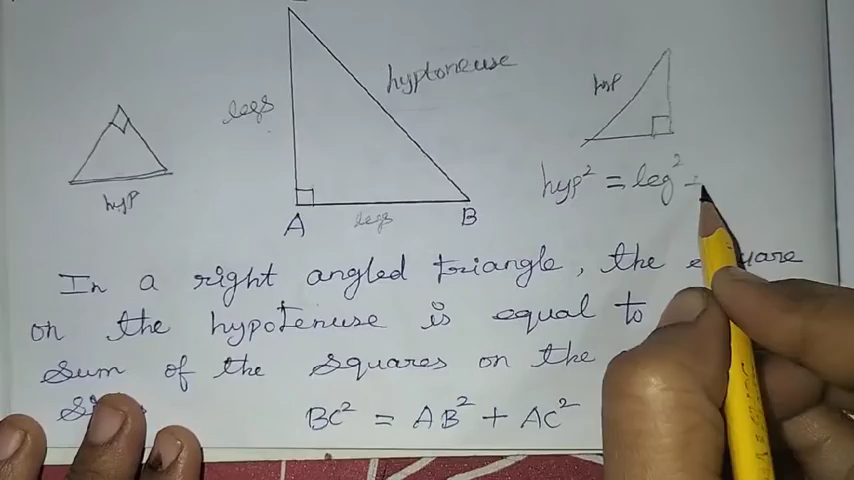 legs
hyptoneuse
hyp
hyp
A
legs
B
hyp² = leg²
In a right angled triangle, the square
on the hypotenuse is equal to
sum of the squares on the
BC² = AB² + AC²